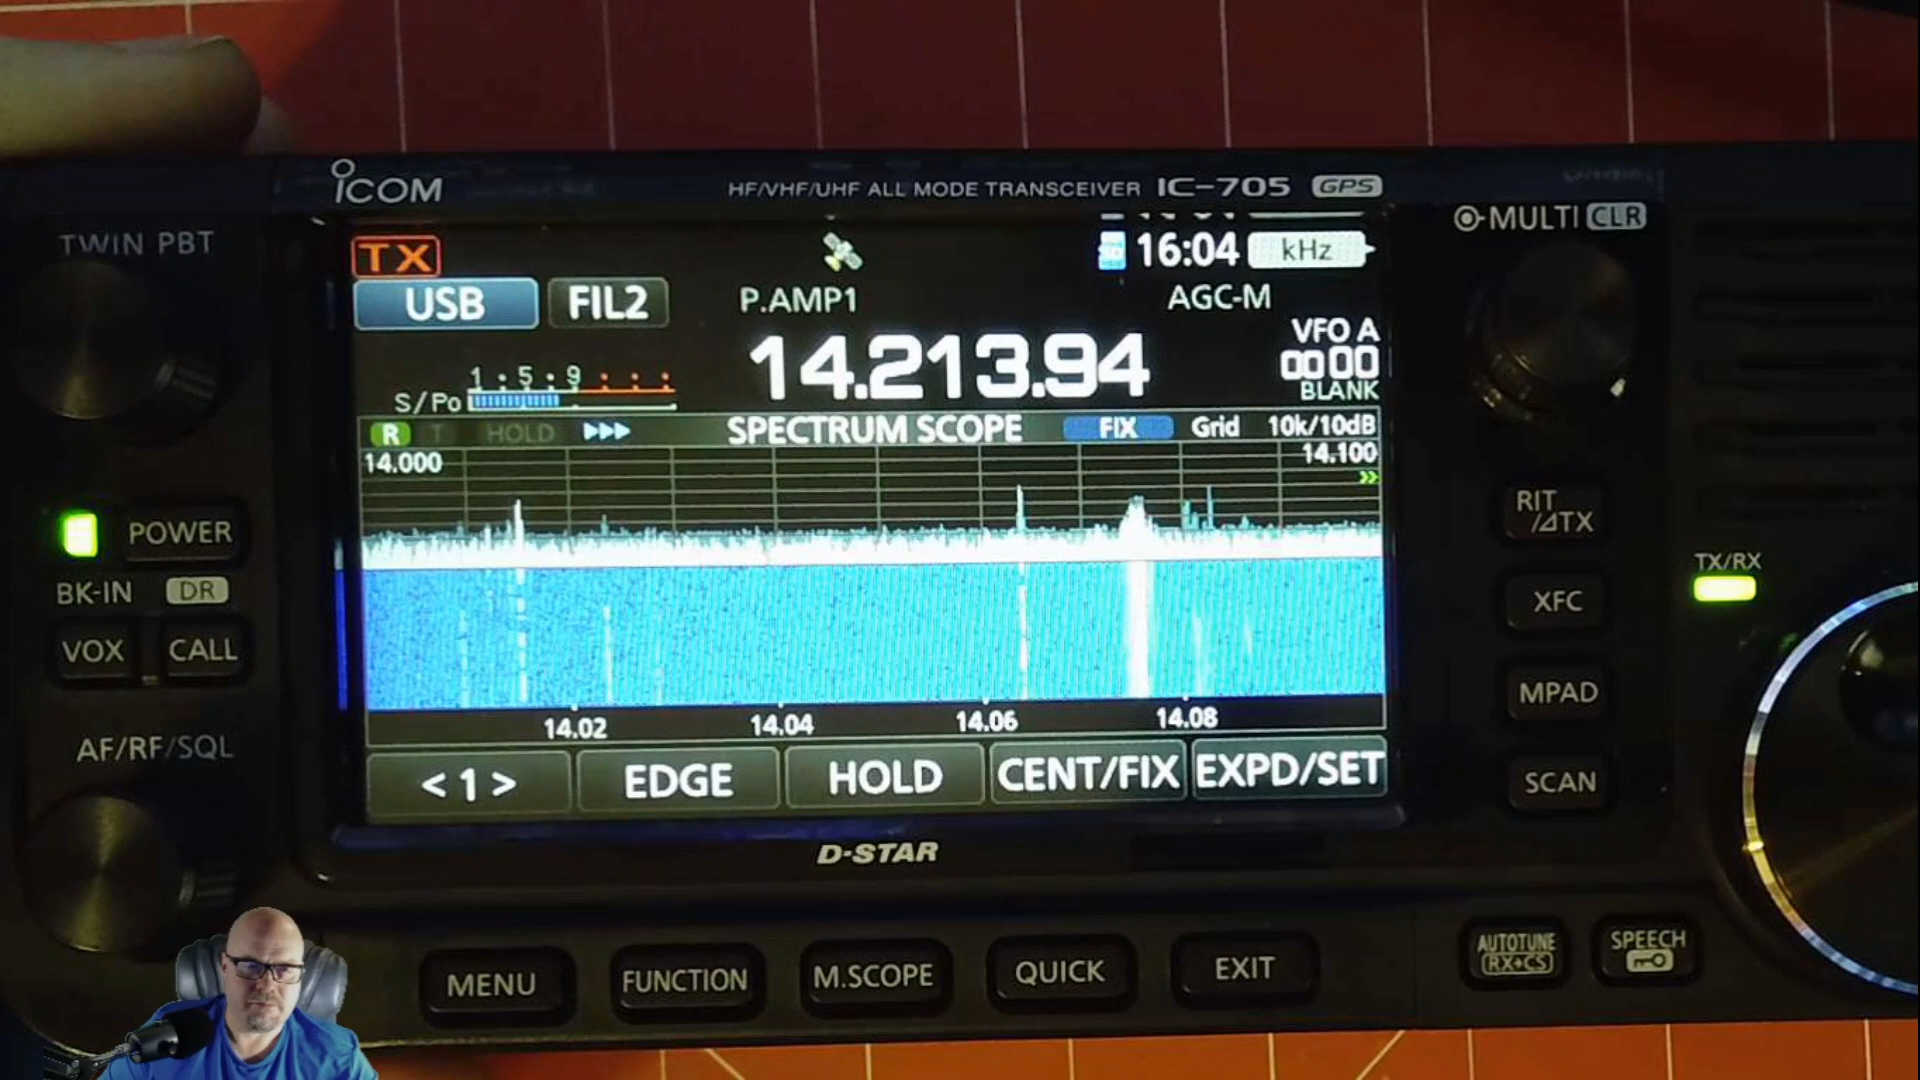 ICOM
HF/VHF/UHF ALL MODE TRANSCEIVER IC-705 GPS
TWIN PBT
MULTI CLR
TX
16:04 kHz
USB FIL2 P.AMP1 AGC-M
14.213.94
VFO A
00 00
BLANK
1 : 5 : 9 : : :
S/Po
R T HOLD SPECTRUM SCOPE FIX Grid 10k/10dB
14.000 14.100
14.02 14.04 14.06 14.08
< 1 > EDGE HOLD CENT/FIX EXPD/SET
D-STAR
POWER
BK-IN DR
VOX CALL
AF/RF/SQL
RIT
/⊿TX
TX/RX
XFC
MPAD
SCAN
MENU FUNCTION M.SCOPE QUICK EXIT
AUTOTUNE
RX→CS
SPEECH